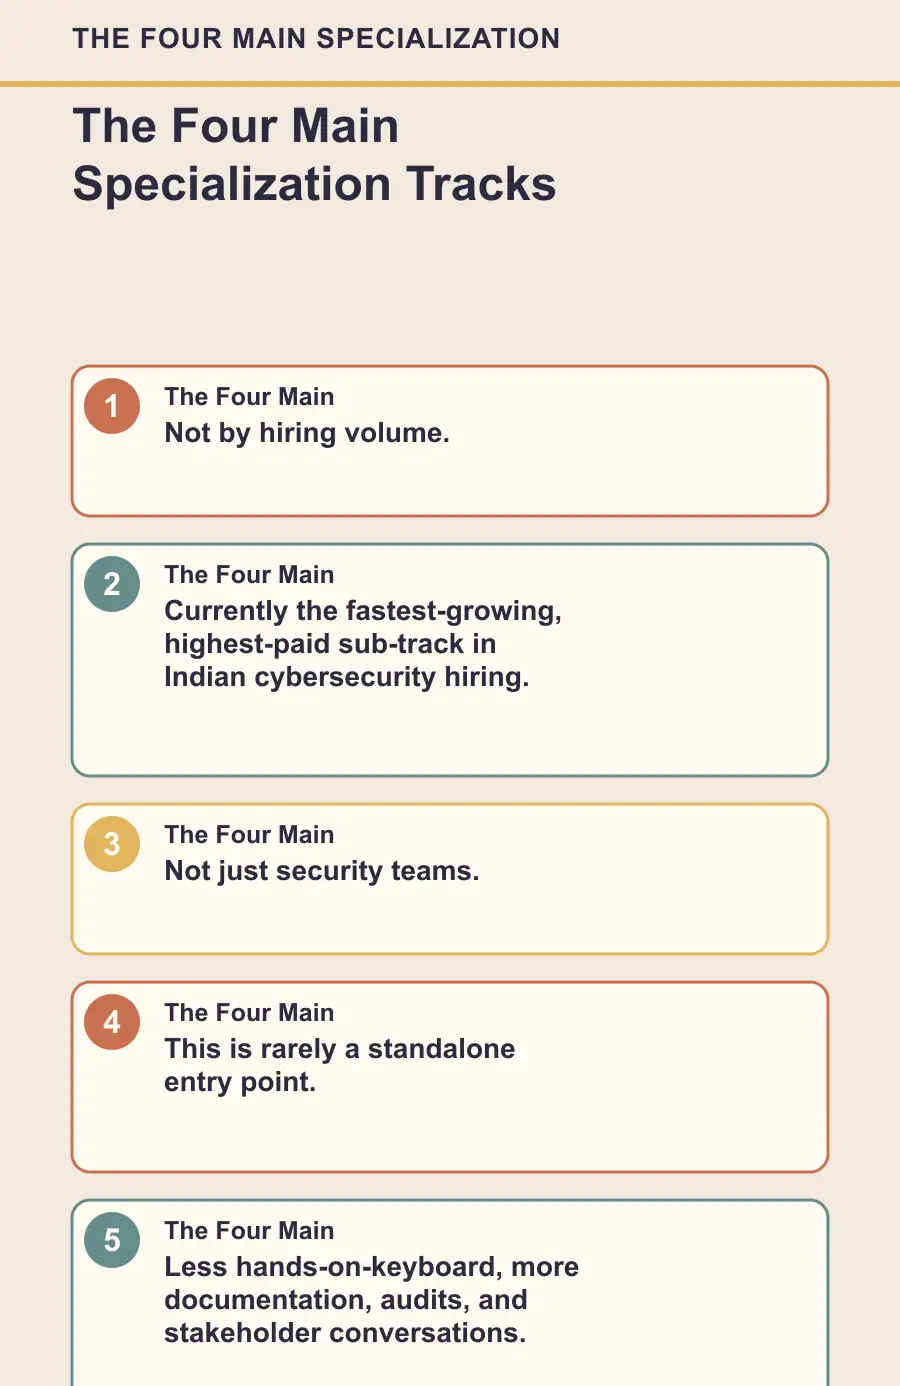 THE FOUR MAIN SPECIALIZATION
The Four Main
Specialization Tracks
1
The Four Main
Not by hiring volume.
2
The Four Main
Currently the fastest-growing,
highest-paid sub-track in
Indian cybersecurity hiring.
3
The Four Main
Not just security teams.
4
The Four Main
This is rarely a standalone
entry point.
5
The Four Main
Less hands-on-keyboard, more
documentation, audits, and
stakeholder conversations.